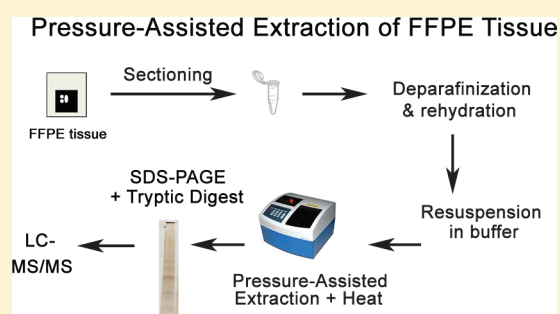 Pressure-Assisted Extraction of FFPE Tissue
FFPE tissue
Sectioning
Deparafinization
& rehydration
Resuspension
in buffer
Pressure-Assisted
Extraction + Heat
SDS-PAGE
+ Tryptic Digest
LC-
MS/MS